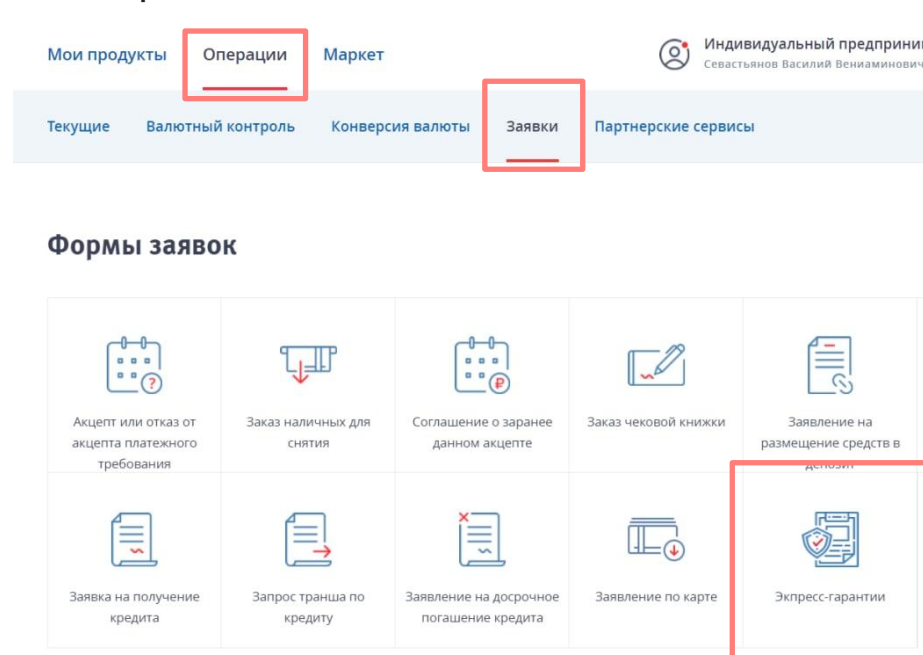 Мои продукты Операции Маркет Индивидуальный предприни
Севастьянов Василий Вениаминович
Текущие Валютный контроль Конверсия валюты Заявки Партнерские сервисы
Формы заявок
Акцепт или отказ от
акцепта платежного
требования
Заказ наличных для
снятия
Соглашение о заранее
данном акцепте
Заказ чековой книжки
Заявление на
размещение средств в
депозит
Заявка на получение
кредита
Запрос транша по
кредиту
Заявление на досрочное
погашение кредита
Заявление по карте
Экпресс-гарантии